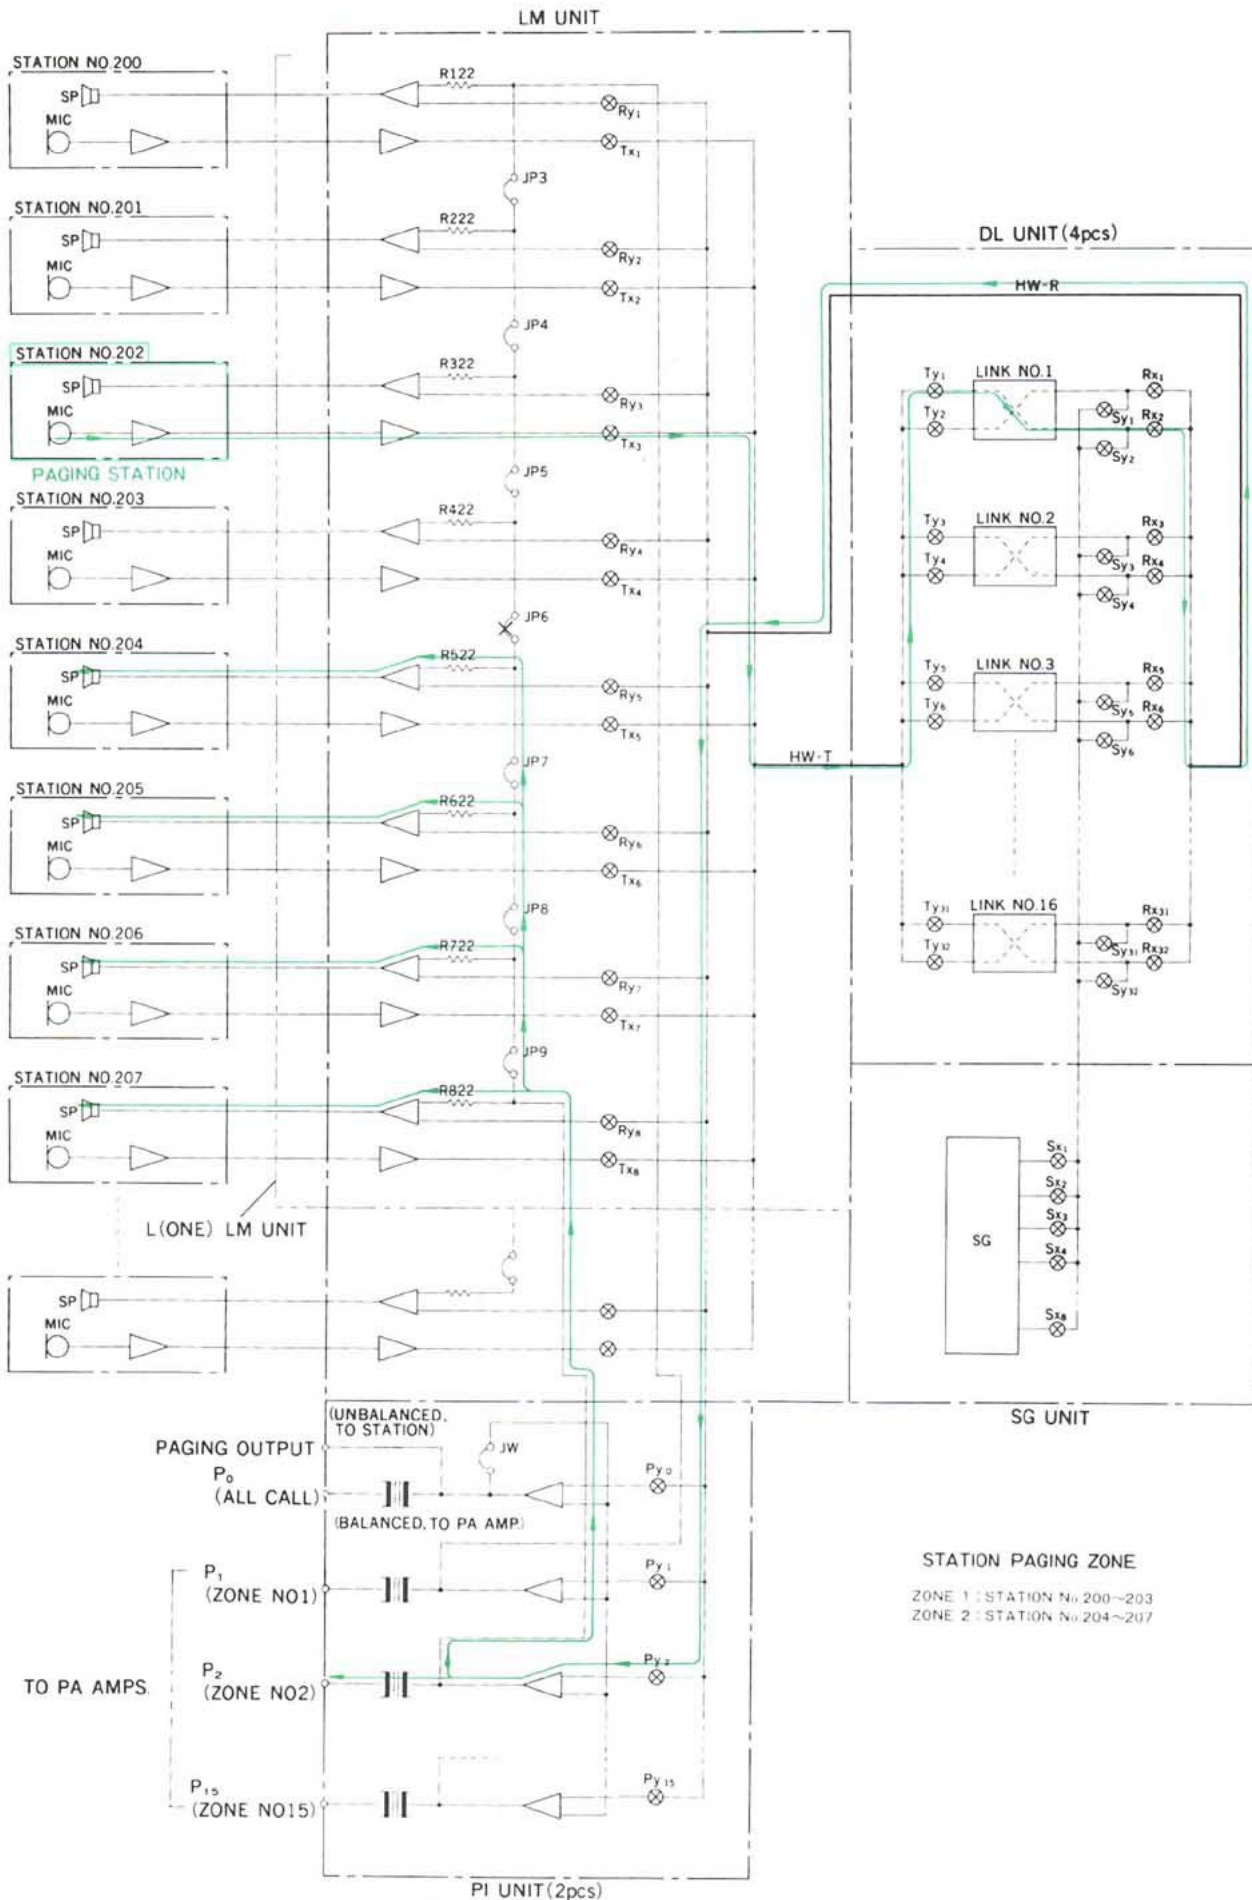 LM UNIT
STATION NO.200
SP
MIC
R122
Ry1
Tx1
JP3
STATION NO.201
SP
MIC
R222
Ry2
Tx2
JP4
STATION NO.202
SP
MIC
PAGING STATION
R322
Ry3
Tx3
JP5
STATION NO.203
SP
MIC
R422
Ry4
Tx4
JP6
STATION NO.204
SP
MIC
R522
Ry5
Tx5
JP7
STATION NO.205
SP
MIC
R622
Ry6
Tx6
JP8
STATION NO.206
SP
MIC
R722
Ry7
Tx7
JP9
STATION NO.207
SP
MIC
R822
Ry8
Tx8
L(ONE) LM UNIT
SP
MIC
DL UNIT(4pcs)
HW-R
HW-T
Ty1
LINK NO.1
Rx1
Ty2
Sy1
Rx2
Sy2
Ty3
LINK NO.2
Rx3
Ty4
Sy3
Rx4
Sy4
Ty5
LINK NO.3
Rx5
Ty6
Sy5
Rx6
Sy6
Ty31
LINK NO.16
Rx31
Ty32
Sy31
Rx32
Sy32
SG
Sx1
Sx2
Sx3
Sx4
Sx8
SG UNIT
(UNBALANCED,
TO STATION)
PAGING OUTPUT
JW
P0
(ALL CALL)
Py0
(BALANCED, TO PA AMP.)
P1
(ZONE NO1)
Py1
TO PA AMPS.
P2
(ZONE NO2)
Py2
P15
(ZONE NO15)
Py15
PI UNIT(2pcs)
STATION PAGING ZONE
ZONE 1 : STATION No.200~203
ZONE 2 : STATION No.204~207